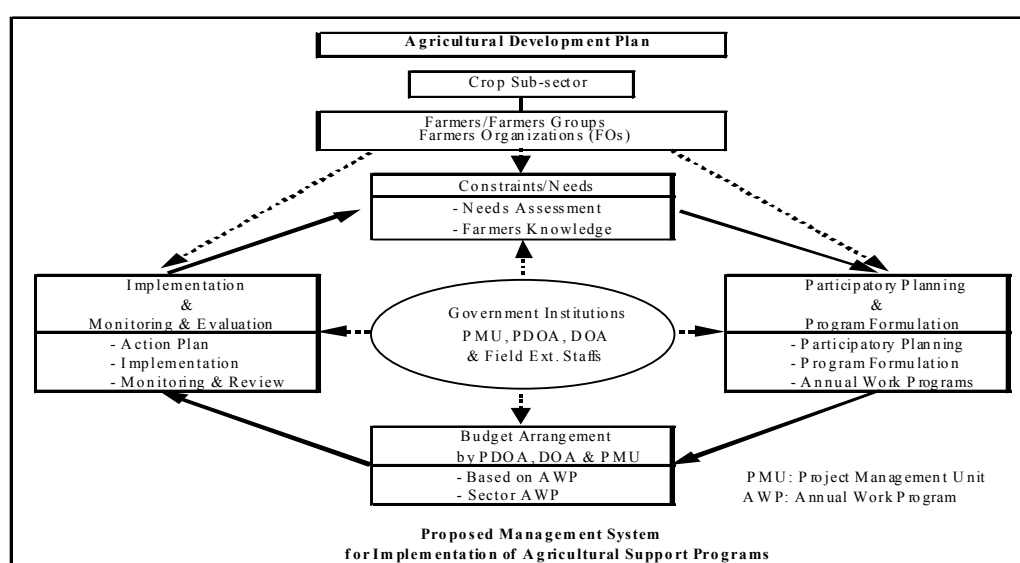 Agricultural Development Plan
Crop Sub-sector
Farmers/Farmers Groups
Farmers Organizations (FOs)
Constraints/Needs
- Needs Assessment
- Farmers Knowledge
Implementation
&
Monitoring & Evaluation
- Action Plan
- Implementation
- Monitoring & Review
Government Institutions
PMU, PDOA, DOA
& Field Ext. Staffs
Participatory Planning
&
Program Formulation
- Participatory Planning
- Program Formulation
- Annual Work Programs
Budget Arrangement
by PDOA, DOA & PMU
- Based on AWP
- Sector AWP
PMU: Project Management Unit
AWP: Annual Work Program
Proposed Management System
for Implementation of Agricultural Support Programs